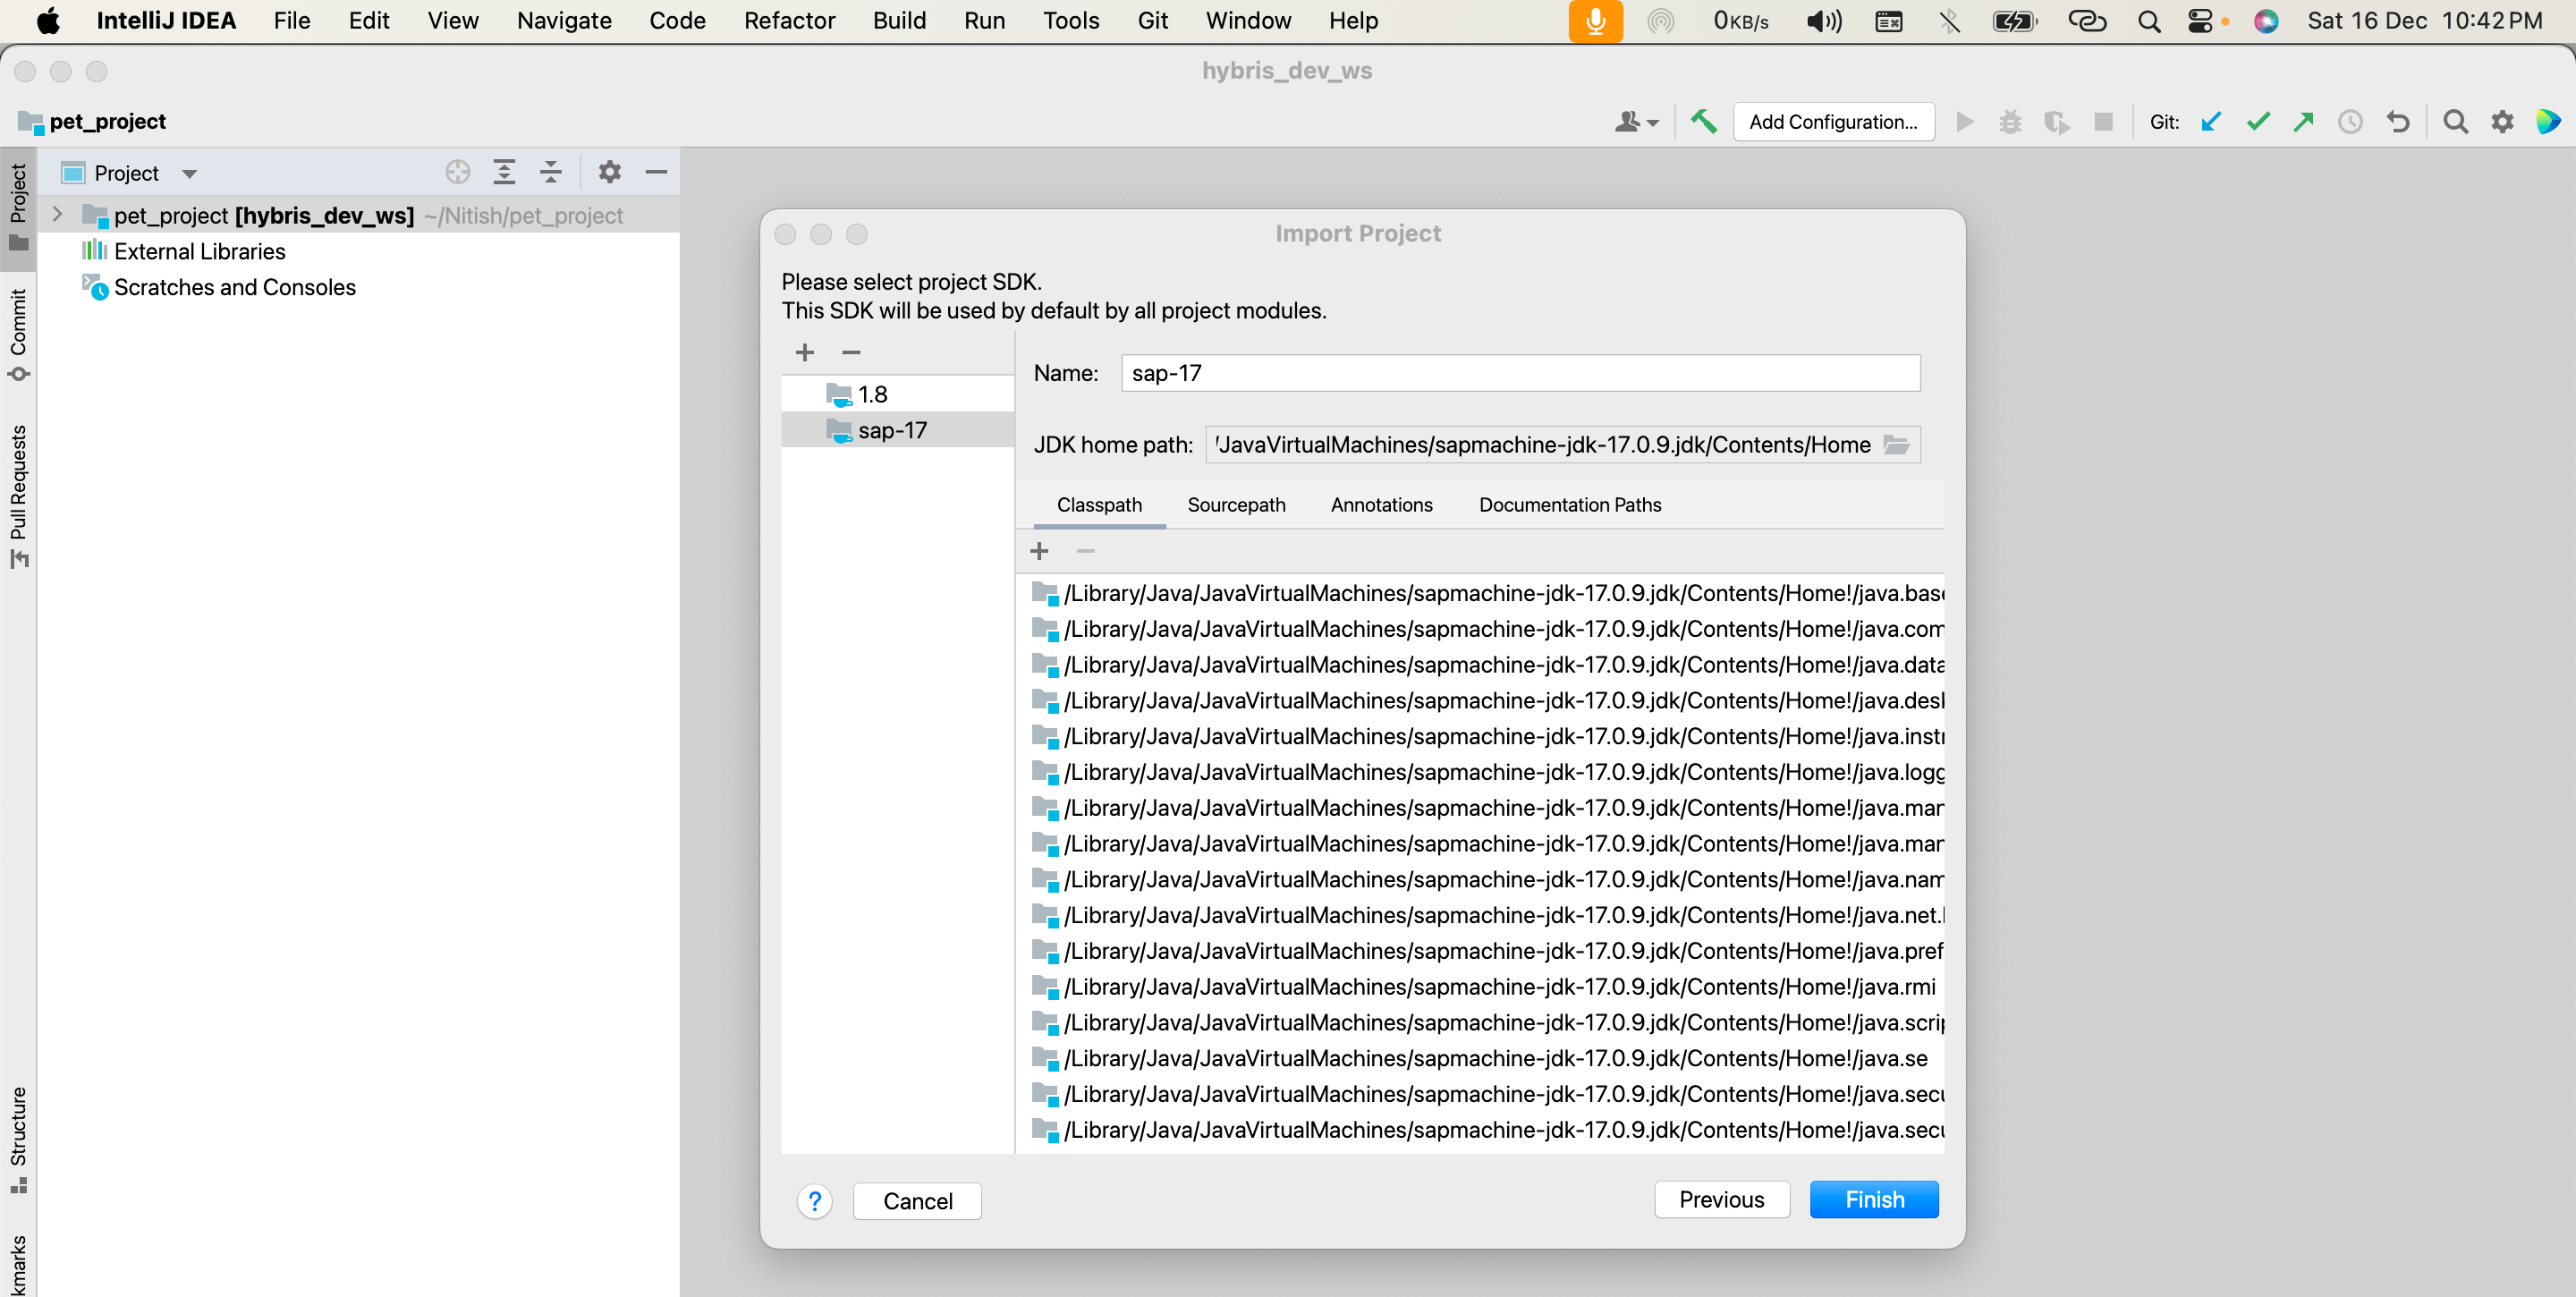 IntelliJ IDEA File Edit View Navigate Code Refactor Build Run Tools Git Window Help 0KB/s Sat 16 Dec 10:42 PM
hybris_dev_ws
pet_project Add Configuration... Git:
Project
Project
pet_project [hybris_dev_ws] ~/Nitish/pet_project
External Libraries
Scratches and Consoles
Commit
Pull Requests
Structure
kmarks
Import Project
Please select project SDK.
This SDK will be used by default by all project modules.
1.8
sap-17
Name: sap-17
JDK home path: 'JavaVirtualMachines/sapmachine-jdk-17.0.9.jdk/Contents/Home
Classpath Sourcepath Annotations Documentation Paths
/Library/Java/JavaVirtualMachines/sapmachine-jdk-17.0.9.jdk/Contents/Home!/java.base
/Library/Java/JavaVirtualMachines/sapmachine-jdk-17.0.9.jdk/Contents/Home!/java.com
/Library/Java/JavaVirtualMachines/sapmachine-jdk-17.0.9.jdk/Contents/Home!/java.data
/Library/Java/JavaVirtualMachines/sapmachine-jdk-17.0.9.jdk/Contents/Home!/java.desk
/Library/Java/JavaVirtualMachines/sapmachine-jdk-17.0.9.jdk/Contents/Home!/java.instr
/Library/Java/JavaVirtualMachines/sapmachine-jdk-17.0.9.jdk/Contents/Home!/java.logg
/Library/Java/JavaVirtualMachines/sapmachine-jdk-17.0.9.jdk/Contents/Home!/java.man
/Library/Java/JavaVirtualMachines/sapmachine-jdk-17.0.9.jdk/Contents/Home!/java.man
/Library/Java/JavaVirtualMachines/sapmachine-jdk-17.0.9.jdk/Contents/Home!/java.nam
/Library/Java/JavaVirtualMachines/sapmachine-jdk-17.0.9.jdk/Contents/Home!/java.net.
/Library/Java/JavaVirtualMachines/sapmachine-jdk-17.0.9.jdk/Contents/Home!/java.pref
/Library/Java/JavaVirtualMachines/sapmachine-jdk-17.0.9.jdk/Contents/Home!/java.rmi
/Library/Java/JavaVirtualMachines/sapmachine-jdk-17.0.9.jdk/Contents/Home!/java.scrip
/Library/Java/JavaVirtualMachines/sapmachine-jdk-17.0.9.jdk/Contents/Home!/java.se
/Library/Java/JavaVirtualMachines/sapmachine-jdk-17.0.9.jdk/Contents/Home!/java.secu
/Library/Java/JavaVirtualMachines/sapmachine-jdk-17.0.9.jdk/Contents/Home!/java.secu
? Cancel Previous Finish